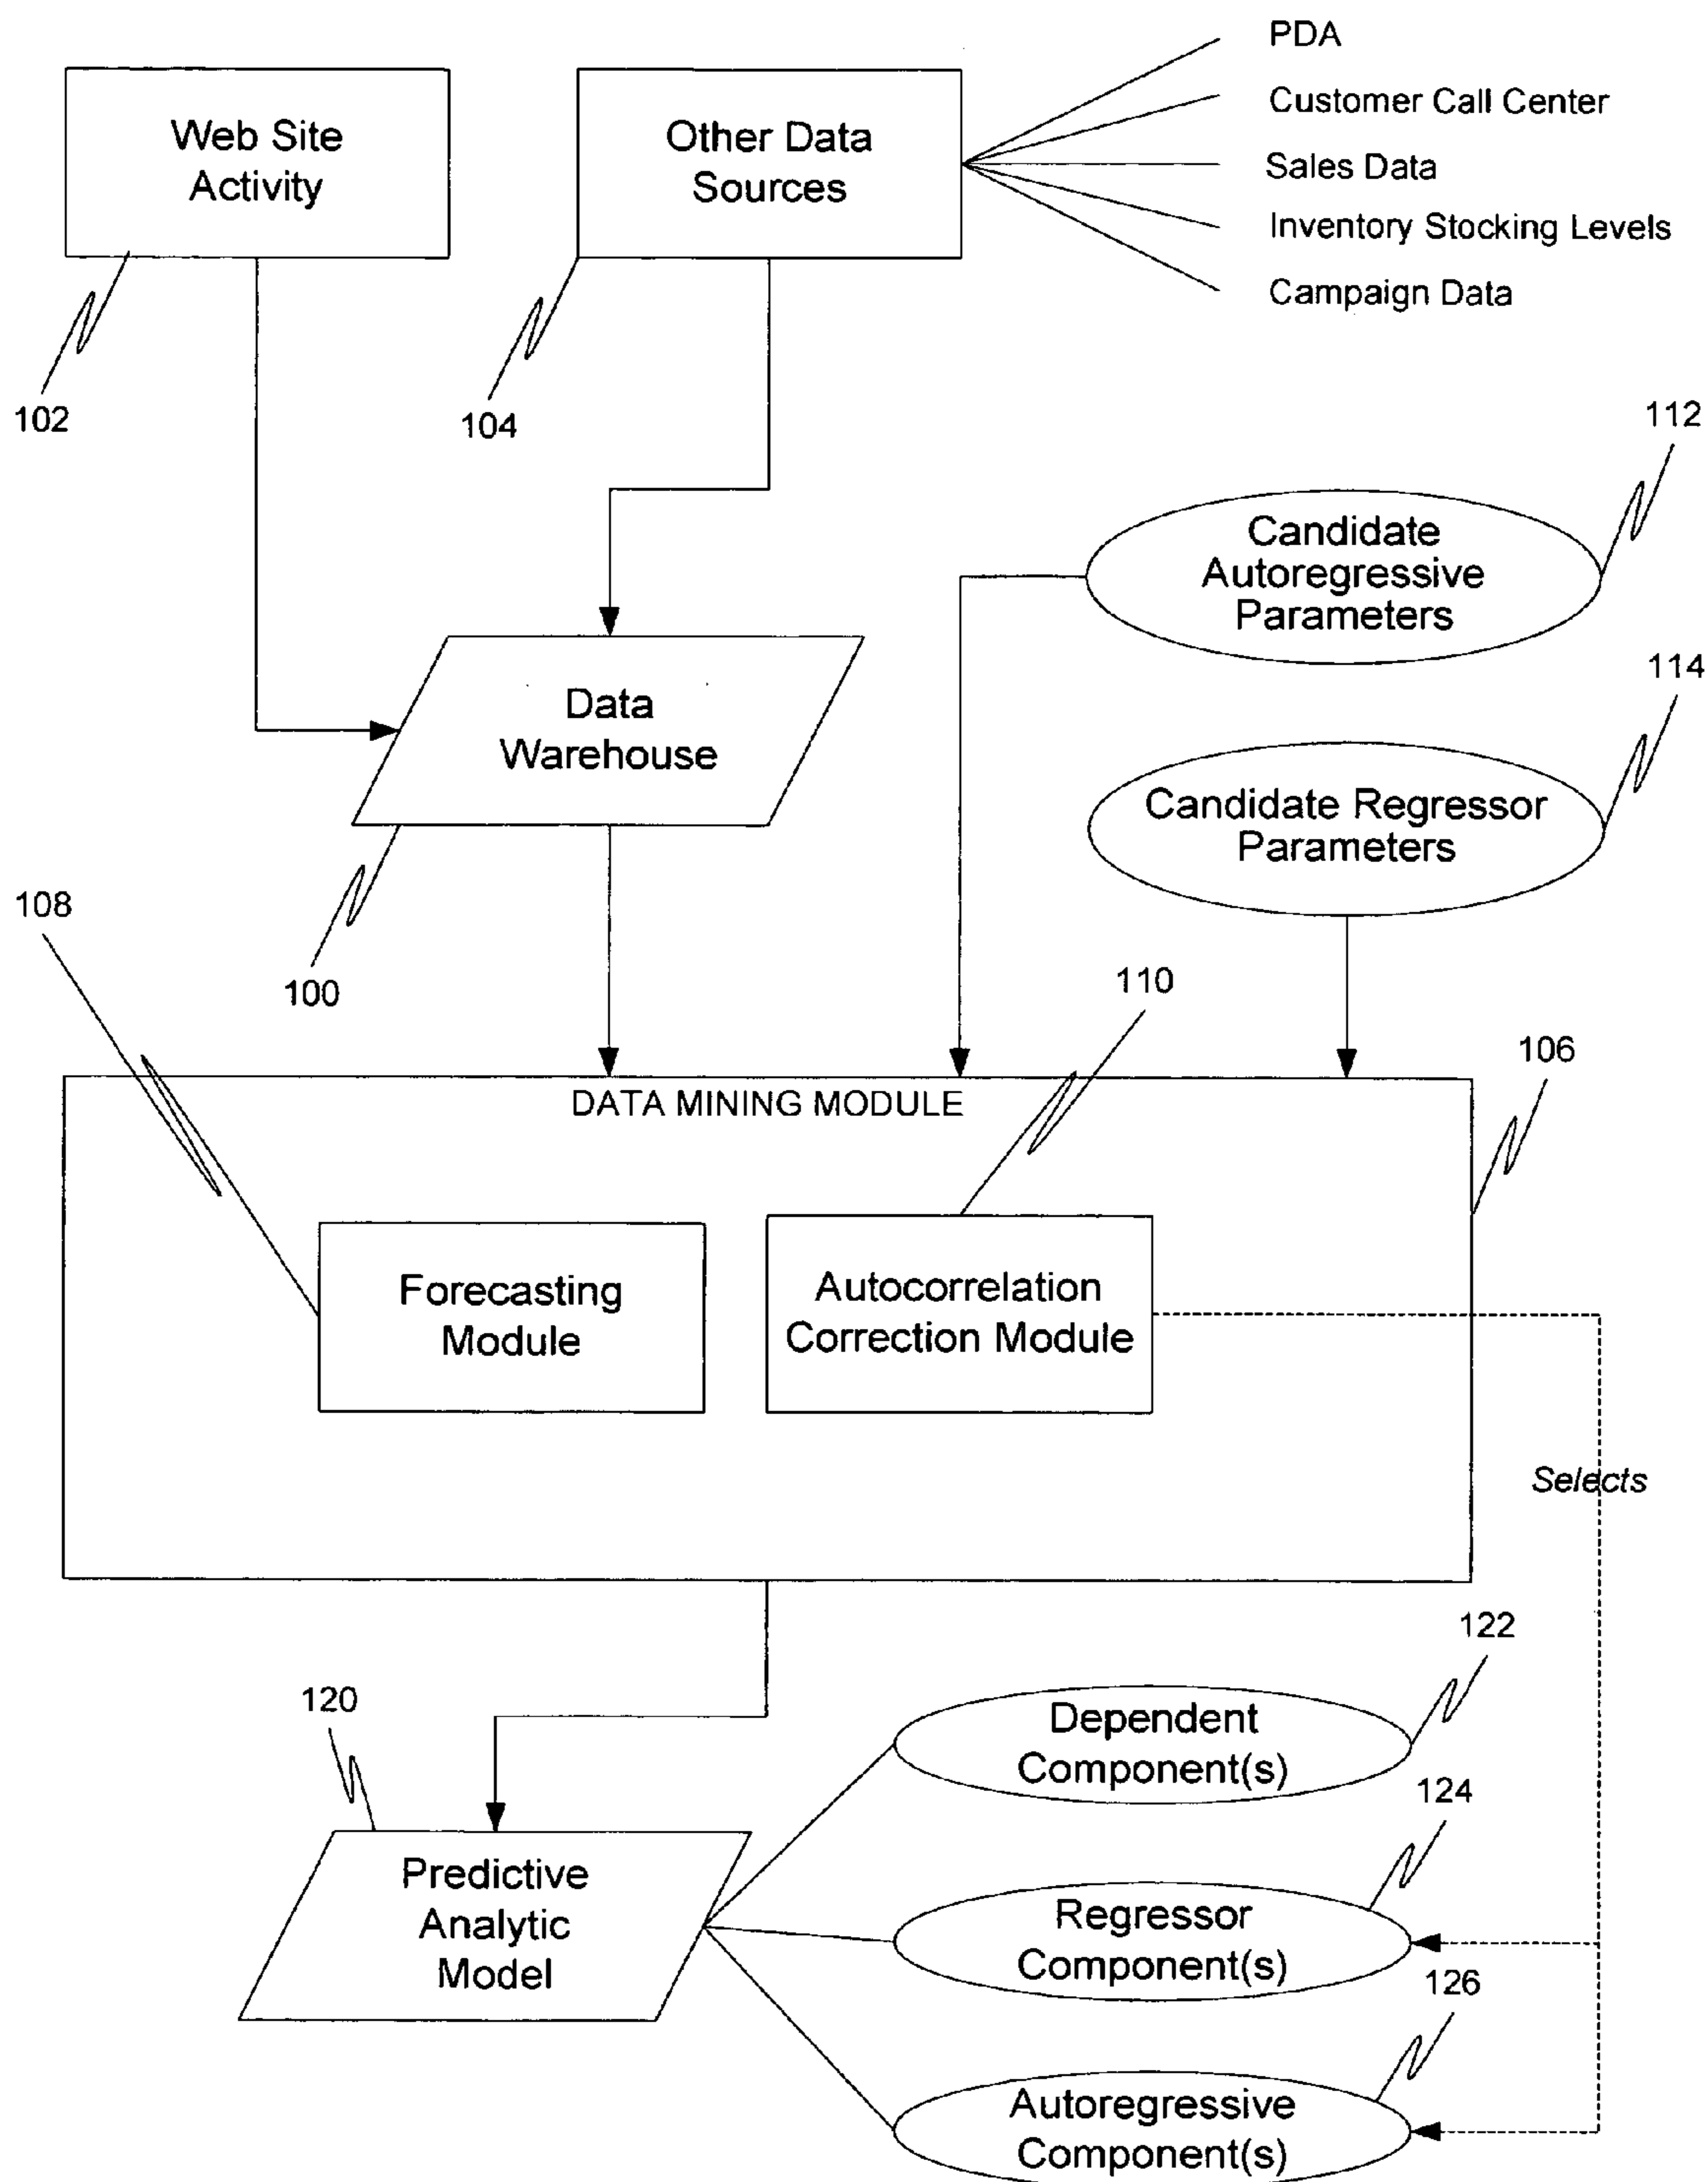 PDA
Web Site
Activity
Other Data
Sources
Customer Call Center
Sales Data
Inventory Stocking Levels
Campaign Data
102
104
112
Candidate
Autoregressive
Parameters
114
Data
Warehouse
Candidate Regressor
Parameters
108
100
110
106
DATA MINING MODULE
Forecasting
Module
Autocorrelation
Correction Module
Selects
122
120
Dependent
Component(s)
124
Predictive
Analytic
Model
Regressor
Component(s)
126
Autoregressive
Component(s)